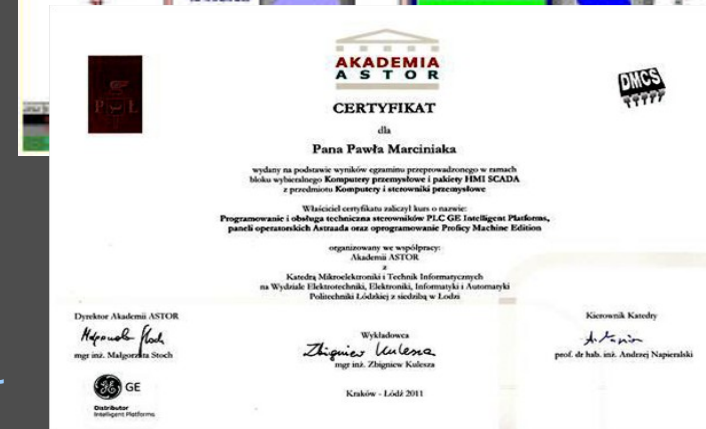 AKADEMIA
ASTOR
DMCS
P Ł
CERTYFIKAT
dla
Pana Pawła Marciniaka
wydany na podstawie wyników egzaminu przeprowadzonego w ramach
bloku wybieralnego Komputery przemysłowe i pakiety HMI SCADA
z przedmiotu Komputery i sterowniki przemysłowe
Właściciel certyfikatu zaliczył kurs o nazwie:
Programowanie i obsługa techniczna sterowników PLC GE Intelligent Platforms,
paneli operatorskich Astraada oraz oprogramowanie Proficy Machine Edition
organizowany we współpracy:
Akademii ASTOR
z
Katedrą Mikroelektroniki i Technik Informatycznych
na Wydziale Elektrotechniki, Elektroniki, Informatyki i Automatyki
Politechniki Łódzkiej z siedzibą w Łodzi
Dyrektor Akademii ASTOR
mgr inż. Małgorzata Stoch
GE
Distributor
Intelligent Platforms
Wykładowca
Zbigniew Kulesza
mgr inż. Zbigniew Kulesza
Kraków - Łódź 2011
Kierownik Katedry
prof. dr hab. inż. Andrzej Napieralski